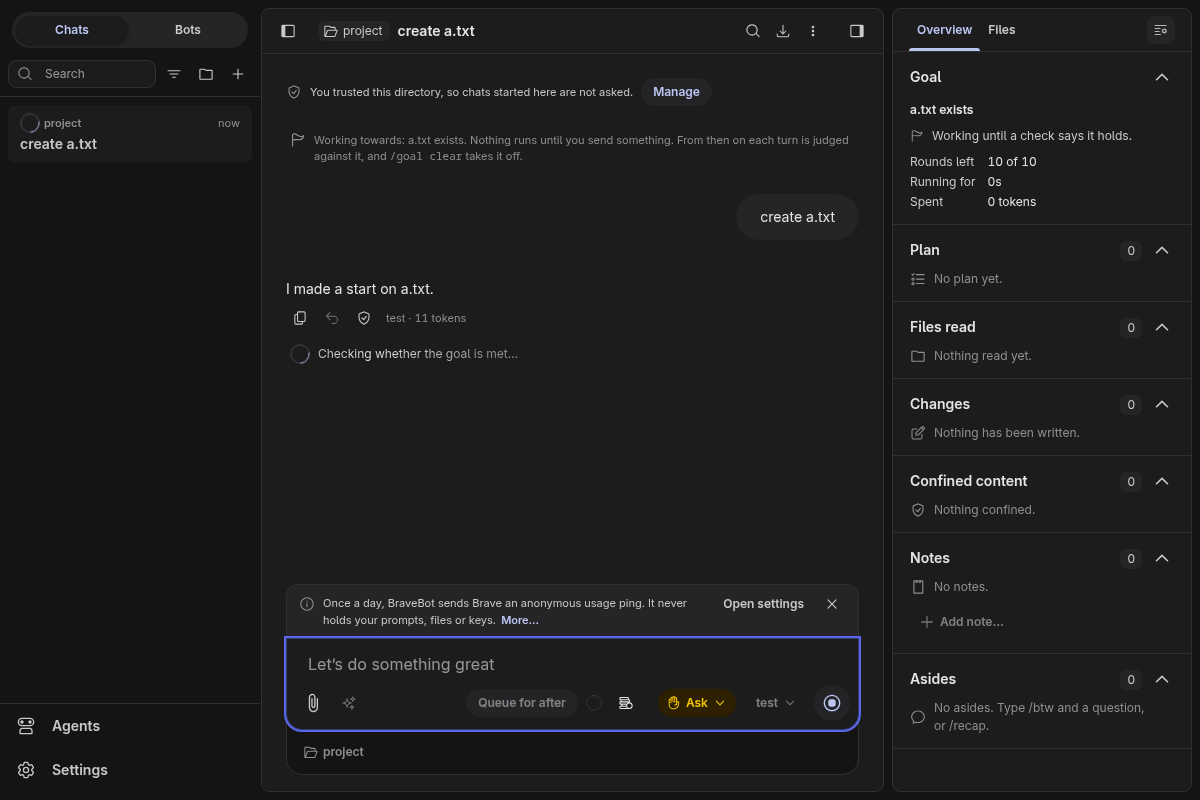 Chats
Bots
Search
project
now
create a.txt
Agents
Settings
project
create a.txt
You trusted this directory, so chats started here are not asked.
Manage
Working towards: a.txt exists. Nothing runs until you send something. From then on each turn is judged
against it, and /goal clear takes it off.
create a.txt
I made a start on a.txt.
test · 11 tokens
Checking whether the goal is met...
Once a day, BraveBot sends Brave an anonymous usage ping. It never
holds your prompts, files or keys. More...
Open settings
Let's do something great
Queue for after
Ask
test
project
Overview
Files
Goal
a.txt exists
Working until a check says it holds.
Rounds left 10 of 10
Running for 0s
Spent 0 tokens
Plan 0
No plan yet.
Files read 0
Nothing read yet.
Changes 0
Nothing has been written.
Confined content 0
Nothing confined.
Notes 0
No notes.
Add note...
Asides 0
No asides. Type /btw and a question,
or /recap.